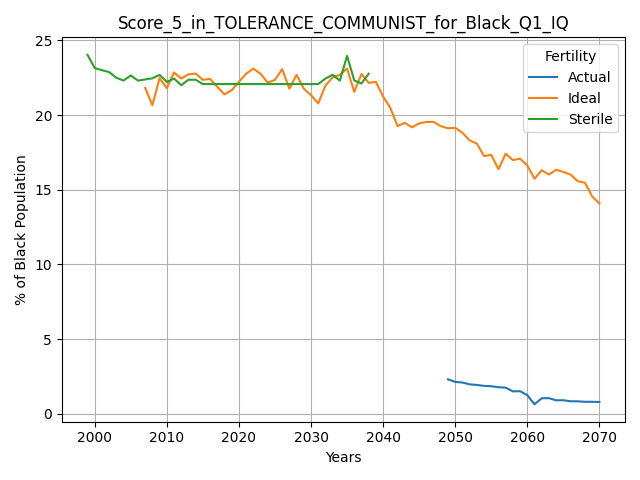 Score_5_in_TOLERANCE_COMMUNIST_for_Black_Q1_IQ
25
20
15
10
5
0
% of Black Population
Fertility
Actual
Ideal
Sterile
2000 2010 2020 2030 2040 2050 2060 2070
Years